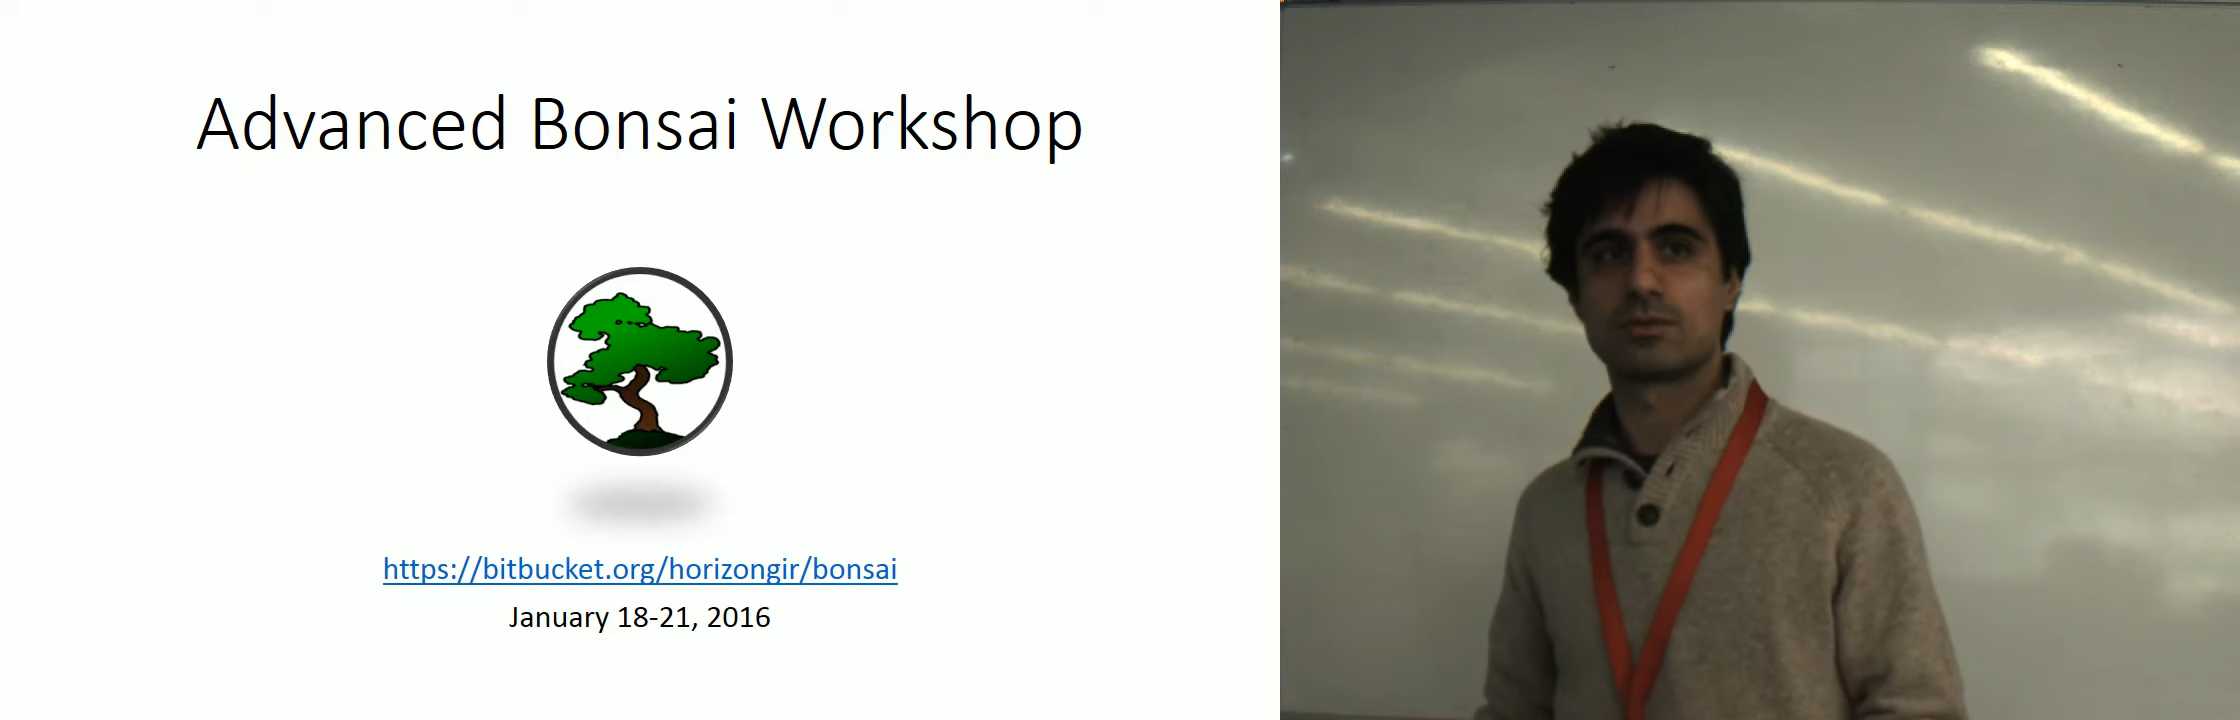 Advanced Bonsai Workshop
https://bitbucket.org/horizongir/bonsai
January 18-21, 2016